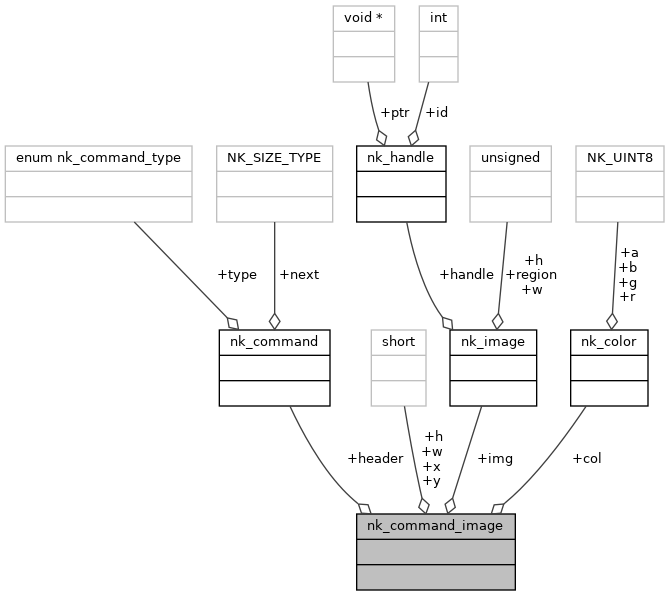 void *
int
+ptr
+id
enum nk_command_type
NK_SIZE_TYPE
nk_handle
unsigned
NK_UINT8
+type
+next
+handle
+h
+region
+w
+a
+b
+g
+r
nk_command
short
nk_image
nk_color
+header
+h
+w
+x
+y
+img
+col
nk_command_image